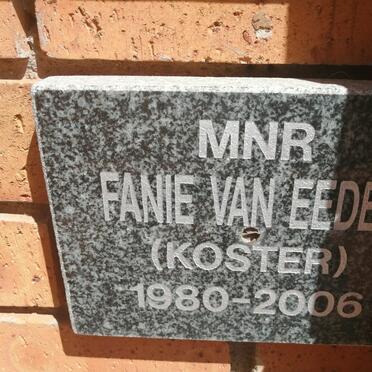 MNR
FANIE VAN EEDE
(KOSTER)
1980-2006